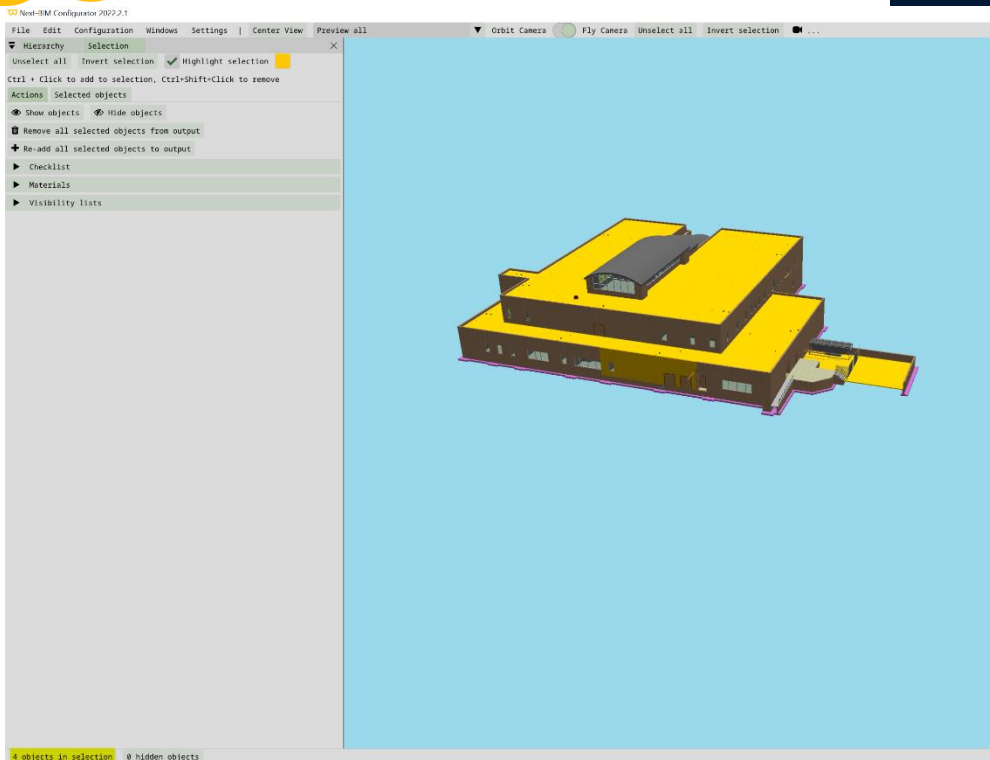 Next-BIM Configurator 2022.2.1
File Edit Configuration Windows Settings | Center View Preview all Orbit Camera Fly Camera Unselect all Invert selection ...
Hierarchy Selection
Unselect all Invert selection Highlight selection
Ctrl + Click to add to selection, Ctrl+Shift+Click to remove
Actions Selected objects
Show objects Hide objects
Remove all selected objects from output
Re-add all selected objects to output
Checklist
Materials
Visibility lists
4 objects in selection 0 hidden objects